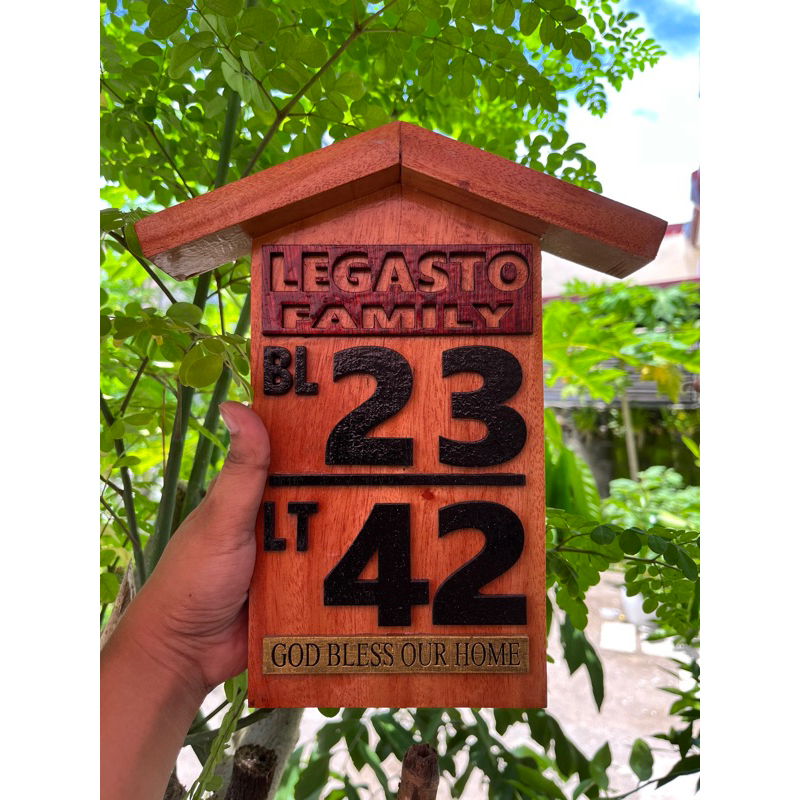 LEGASTO
FAMILY
BL 23
LT 42
GOD BLESS OUR HOME